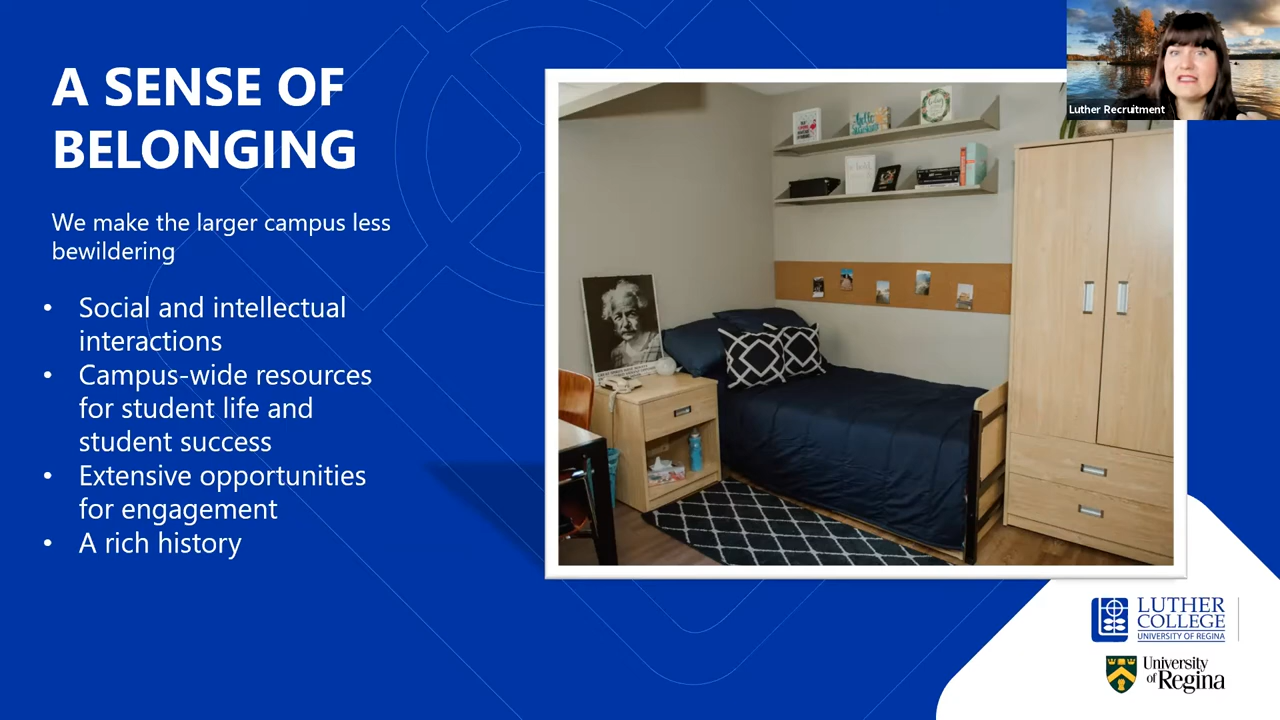 A SENSE OF
BELONGING
We make the larger campus less
bewildering
• Social and intellectual
interactions
• Campus-wide resources
for student life and
student success
• Extensive opportunities
for engagement
• A rich history
Luther Recruitment
hello
LUTHER
COLLEGE
UNIVERSITY OF REGINA
University
of Regina